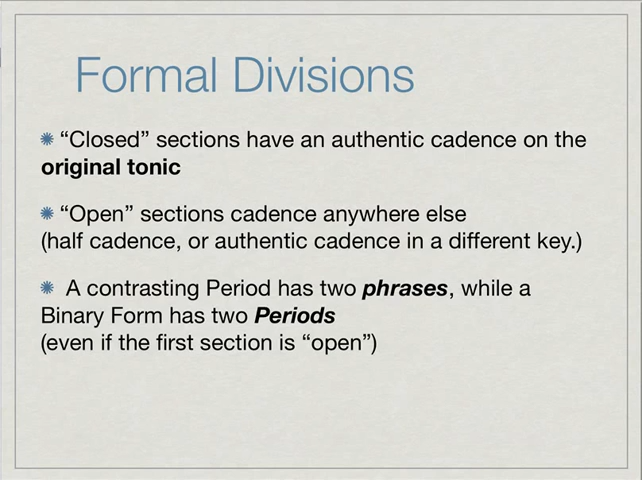 Formal Divisions
“Closed” sections have an authentic cadence on the
original tonic
“Open” sections cadence anywhere else
(half cadence, or authentic cadence in a different key.)
A contrasting Period has two phrases, while a
Binary Form has two Periods
(even if the first section is “open”)